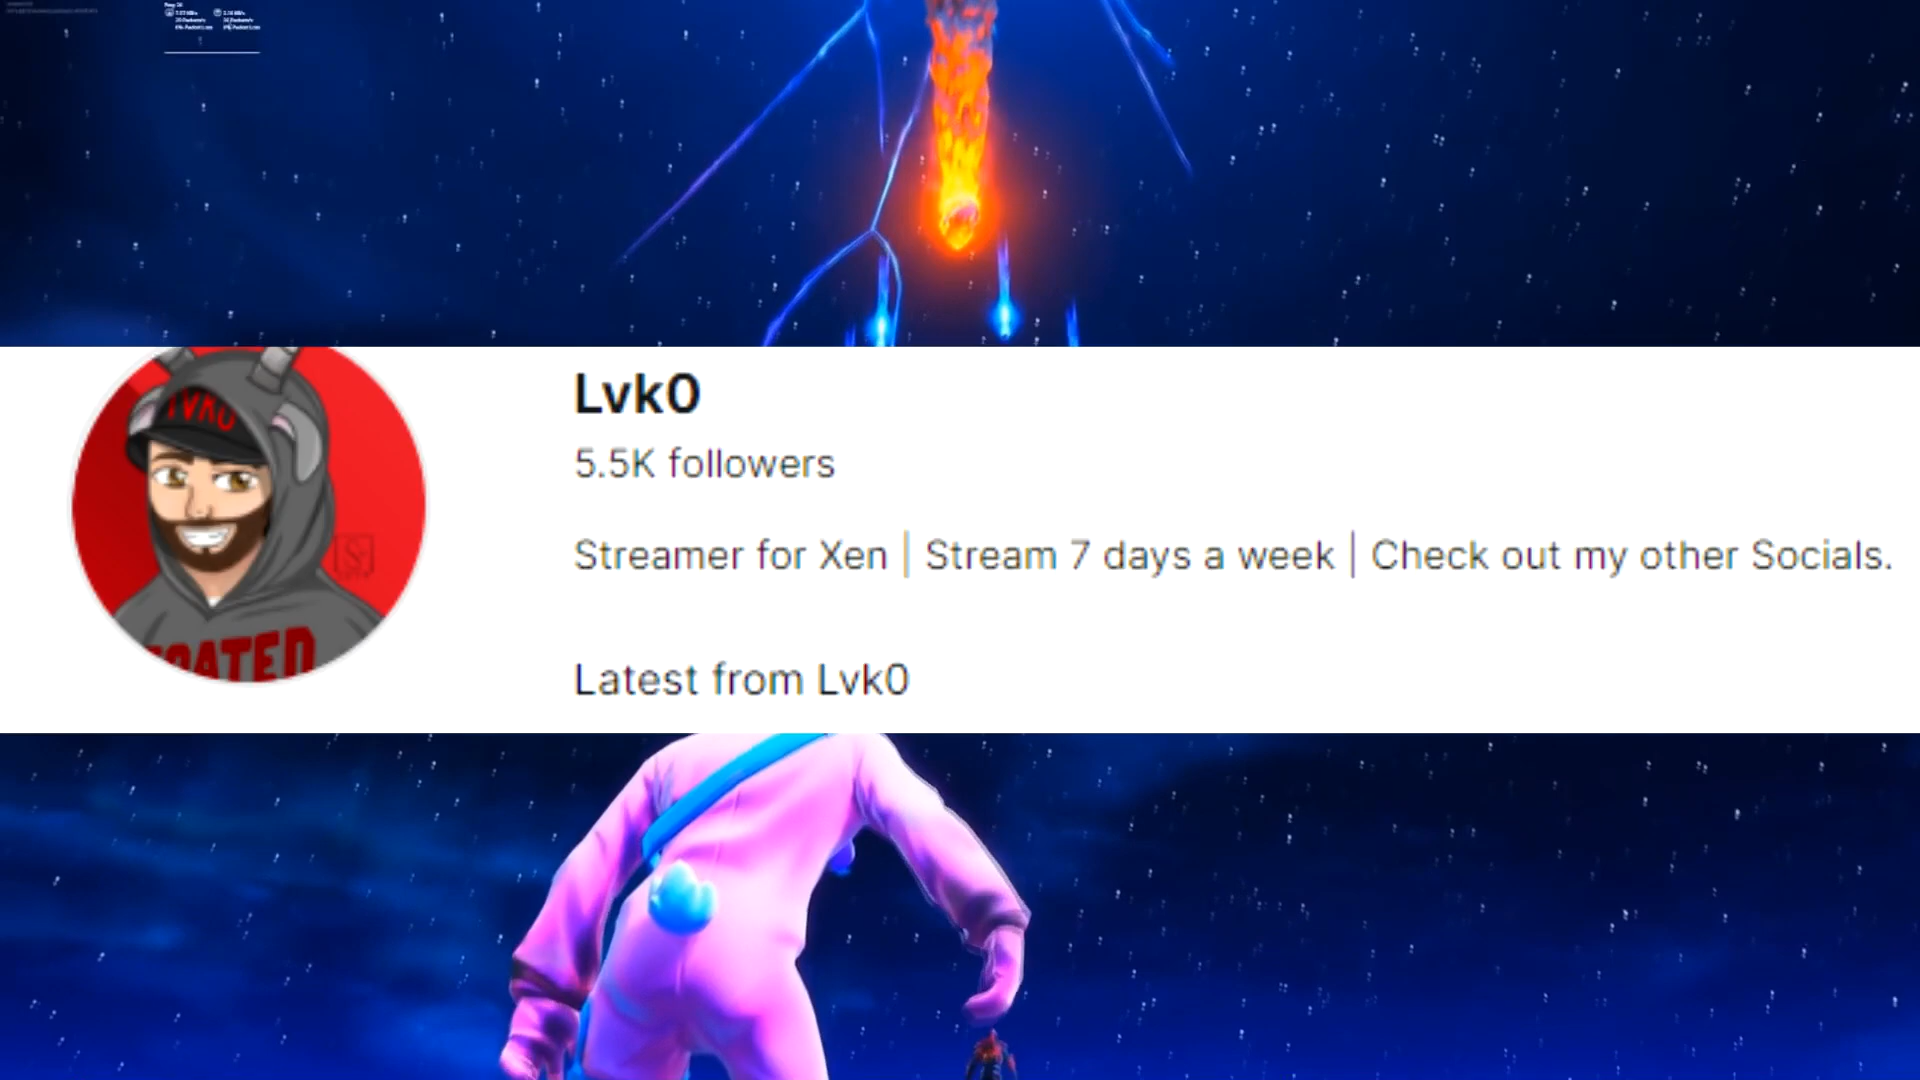 LVKO
Lvk0
5.5K followers
Streamer for Xen | Stream 7 days a week | Check out my other Socials.
Latest from Lvk0